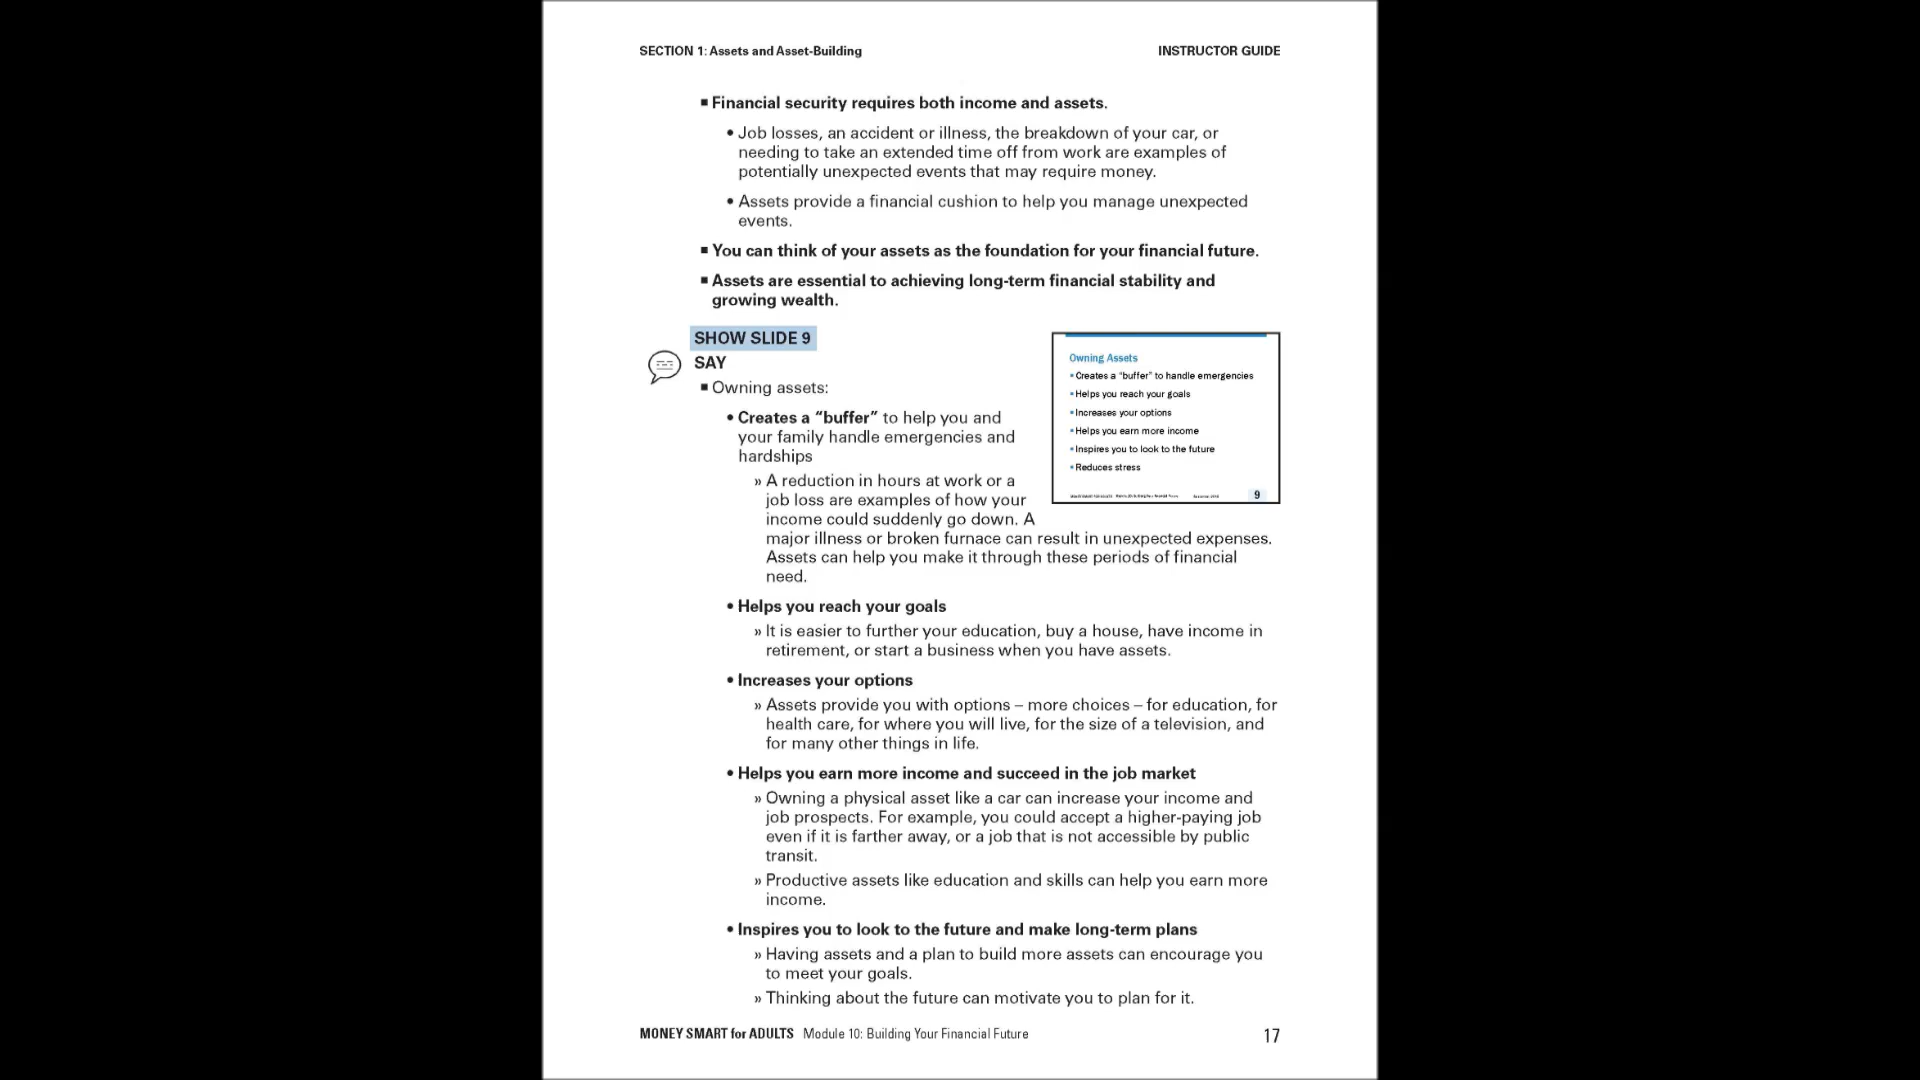 SECTION 1: Assets and Asset-Building
INSTRUCTOR GUIDE
▪ Financial security requires both income and assets.
• Job losses, an accident or illness, the breakdown of your car, or
needing to take an extended time off from work are examples of
potentially unexpected events that may require money.
• Assets provide a financial cushion to help you manage unexpected
events.
▪ You can think of your assets as the foundation for your financial future.
▪ Assets are essential to achieving long-term financial stability and
growing wealth.
SHOW SLIDE 9
SAY
▪ Owning assets:
• Creates a “buffer” to help you and
your family handle emergencies and
hardships
» A reduction in hours at work or a
job loss are examples of how your
income could suddenly go down. A
major illness or broken furnace can result in unexpected expenses.
Assets can help you make it through these periods of financial
need.
Owning Assets
• Creates a “buffer” to handle emergencies
• Helps you reach your goals
• Increases your options
• Helps you earn more income
• Inspires you to look to the future
• Reduces stress
9
• Helps you reach your goals
» It is easier to further your education, buy a house, have income in
retirement, or start a business when you have assets.
• Increases your options
» Assets provide you with options – more choices – for education, for
health care, for where you will live, for the size of a television, and
for many other things in life.
• Helps you earn more income and succeed in the job market
» Owning a physical asset like a car can increase your income and
job prospects. For example, you could accept a higher-paying job
even if it is farther away, or a job that is not accessible by public
transit.
» Productive assets like education and skills can help you earn more
income.
• Inspires you to look to the future and make long-term plans
» Having assets and a plan to build more assets can encourage you
to meet your goals.
» Thinking about the future can motivate you to plan for it.
MONEY SMART for ADULTS Module 10: Building Your Financial Future
17